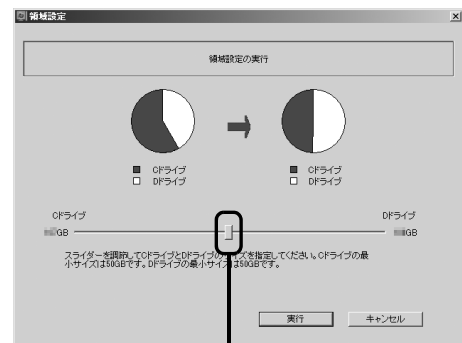 領域設定
領域設定の実行
Cドライブ
Dドライブ
Cドライブ
Dドライブ
Cドライブ
Dドライブ
GB
GB
スライダーを調節してCドライブとDドライブのサイズを指定してください。Cドライブの最
小サイズは50GBです。Dドライブの最小サイズは50GBです。
実行
キャンセル